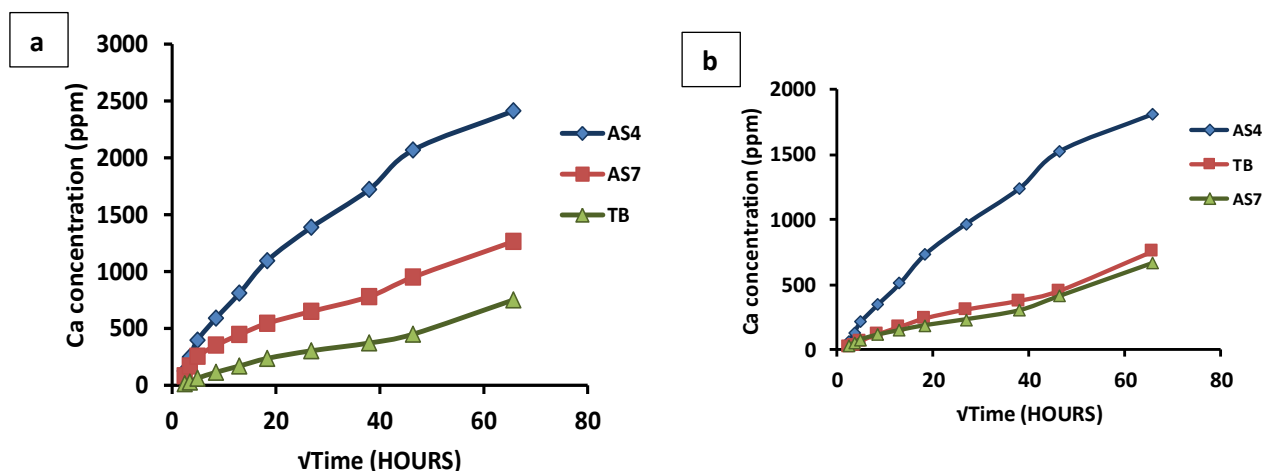 a
3000
2500
2000
1500
1000
500
0
Ca concentration (ppm)
0 20 40 60 80
√Time (HOURS)
AS4
AS7
TB
b
2000
1500
1000
500
0
Ca concentration (ppm)
0 20 40 60 80
√Time (HOURS)
AS4
TB
AS7